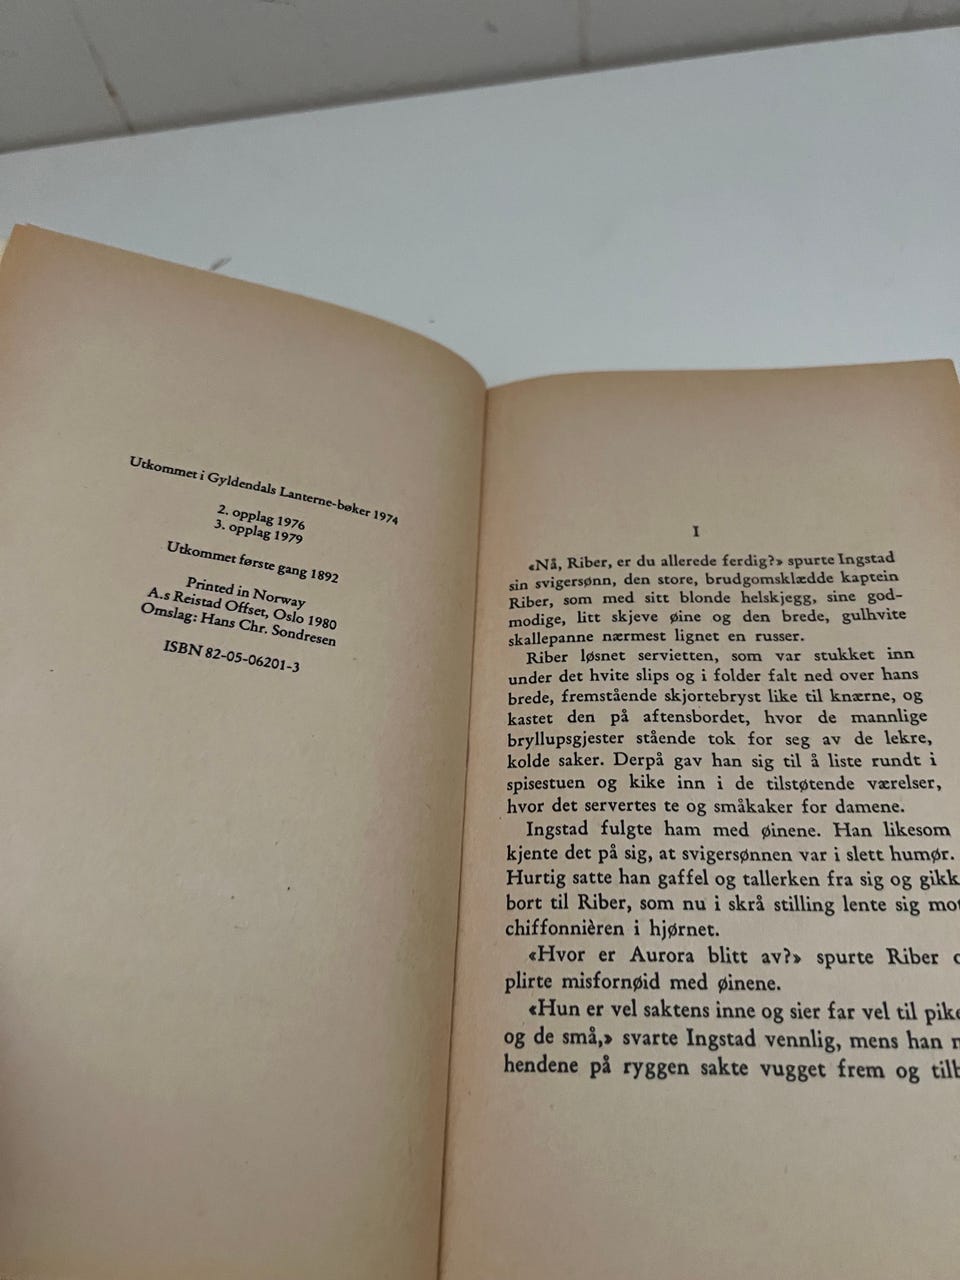 Utkommet i Gyldendals Lanterne-bøker 1974
2. opplag 1976
3. opplag 1979
Utkommet første gang 1892
Printed in Norway
A.s Reistad Offset, Oslo 1980
Omslag: Hans Chr. Sondresen
ISBN 82-05-06201-3
I
«Nå, Riber, er du allerede ferdig?» spurte Ingstad
sin svigersønn, den store, brudgomsklædde kaptein
Riber, som med sitt blonde helskjegg, sine god-
modige, litt skjeve øine og den brede, gulhvite
skallepanne nærmest lignet en russer.
Riber løsnet servietten, som var stukket inn
under det hvite slips og i folder falt ned over hans
brede, fremstående skjortebryst like til knærne, og
kastet den på aftensbordet, hvor de mannlige
bryllupsgjester stående tok for seg av de lekre,
kolde saker. Derpå gav han sig til å liste rundt i
spisestuen og kike inn i de tilstøtende værelser,
hvor det servertes te og småkaker for damene.
Ingstad fulgte ham med øinene. Han likesom
kjente det på sig, at svigersønnen var i slett humør.
Hurtig satte han gaffel og tallerken fra sig og gikk
bort til Riber, som nu i skrå stilling lente sig mot
chiffonnièren i hjørnet.
«Hvor er Aurora blitt av?» spurte Riber
plirte misfornøid med øinene.
«Hun er vel saktens inne og sier far vel til
og de små,» svarte Ingstad vennlig, mens han
hendene på ryggen sakte vugget frem og